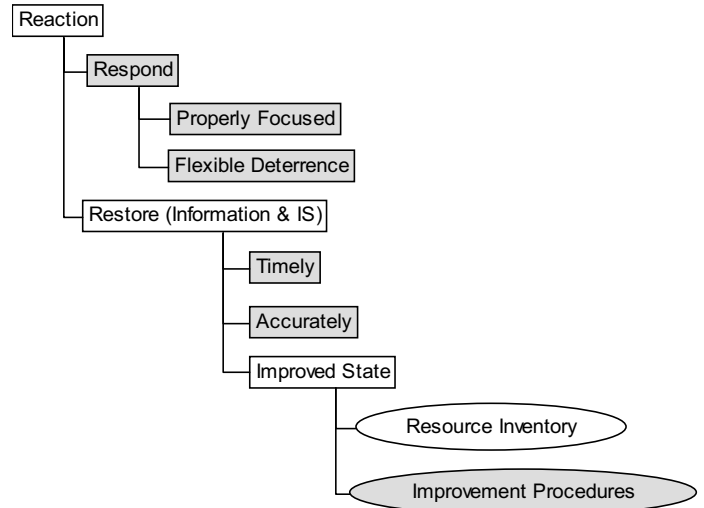 Reaction
Respond
Properly Focused
Flexible Deterrence
Restore (Information & IS)
Timely
Accurately
Improved State
Resource Inventory
Improvement Procedures